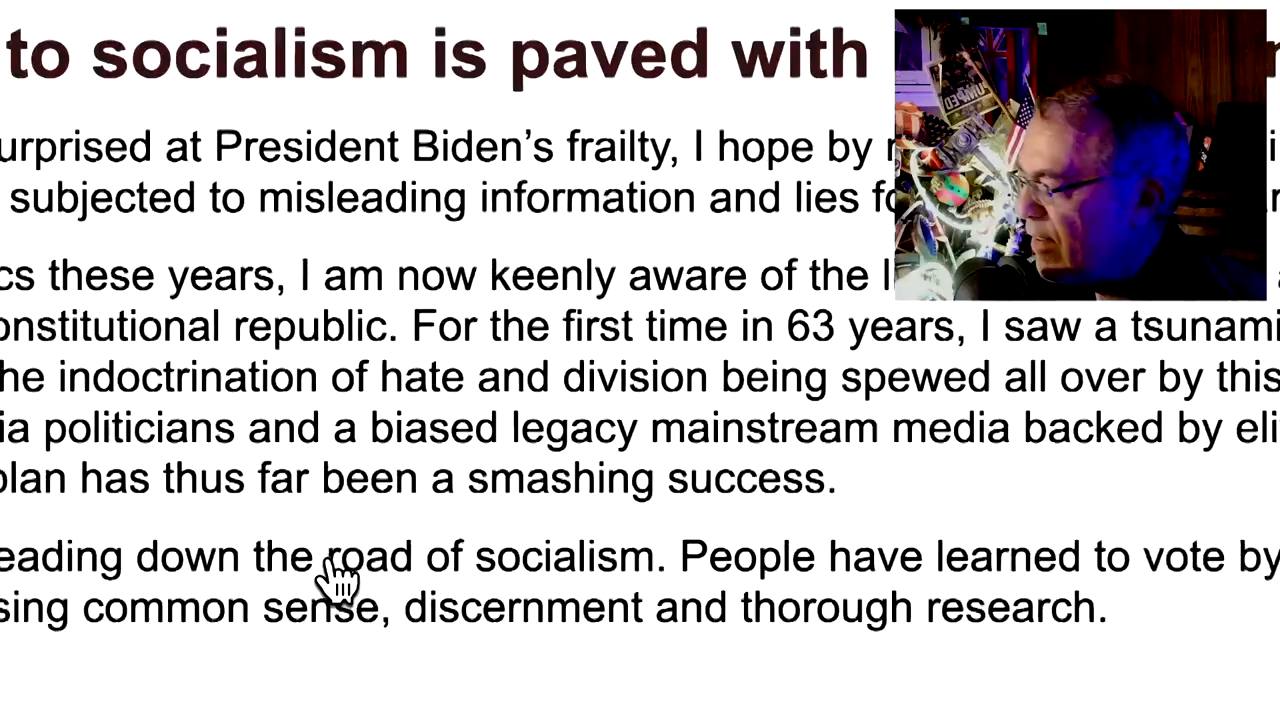 to socialism is paved with
urprised at President Biden's frailty, I hope by
subjected to misleading information and lies fo
cs these years, I am now keenly aware of the l
onstitutional republic. For the first time in 63 years, I saw a tsunami
he indoctrination of hate and division being spewed all over by this
ia politicians and a biased legacy mainstream media backed by eli
plan has thus far been a smashing success.
eading down the road of socialism. People have learned to vote by
sing common sense, discernment and thorough research.